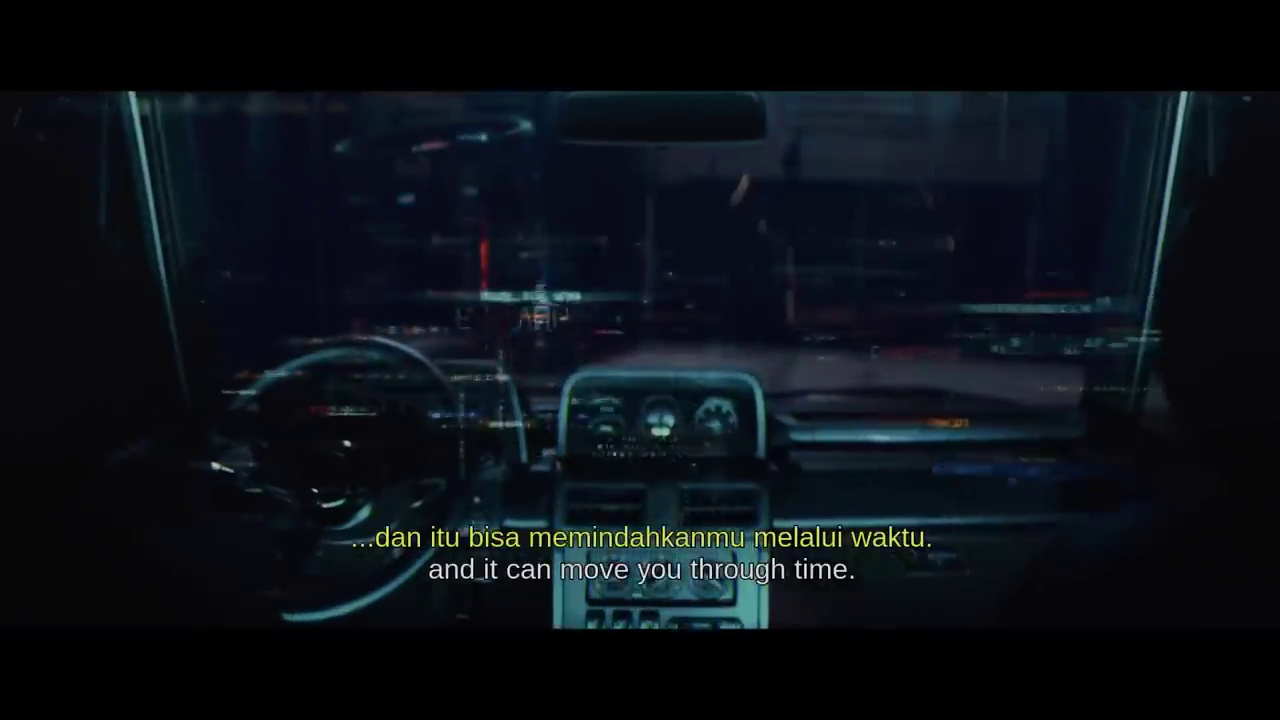 ...dan itu bisa memindahkanmu melalui waktu.
and it can move you through time.